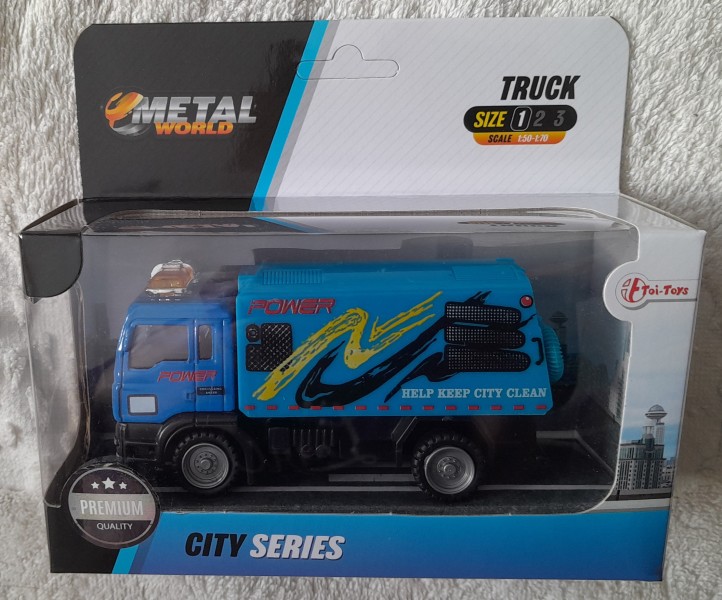 METAL
WORLD
TRUCK
SIZE 1 2 3
SCALE 1:50-1:70
TRUCK
Toi-Toys
POWER
POWER
HELP KEEP CITY CLEAN
PREMIUM
QUALITY
CITY SERIES